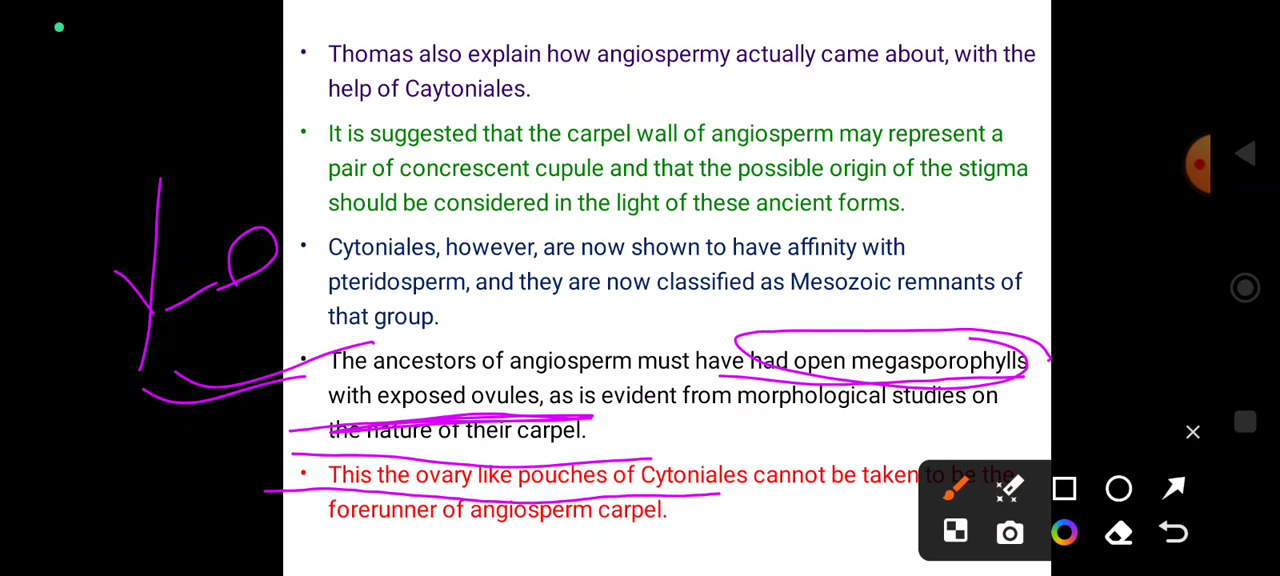 • Thomas also explain how angiospermy actually came about, with the
help of Caytoniales.
• It is suggested that the carpel wall of angiosperm may represent a
pair of concrescent cupule and that the possible origin of the stigma
should be considered in the light of these ancient forms.
• Cytoniales, however, are now shown to have affinity with
pteridosperm, and they are now classified as Mesozoic remnants of
that group.
• The ancestors of angiosperm must have had open megasporophylls
with exposed ovules, as is evident from morphological studies on
the nature of their carpel.
• This the ovary like pouches of Cytoniales cannot be taken to be the
forerunner of angiosperm carpel.